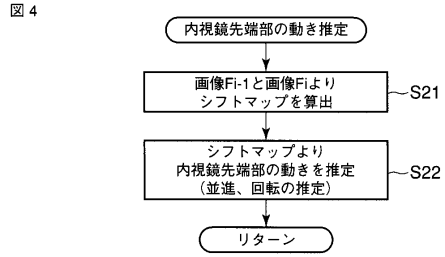 図4
内視鏡先端部の動き推定
画像Fi-1と画像Fiより
シフトマップを算出
S21
シフトマップより
内視鏡先端部の動きを推定
(並進、回転の推定)
S22
リターン